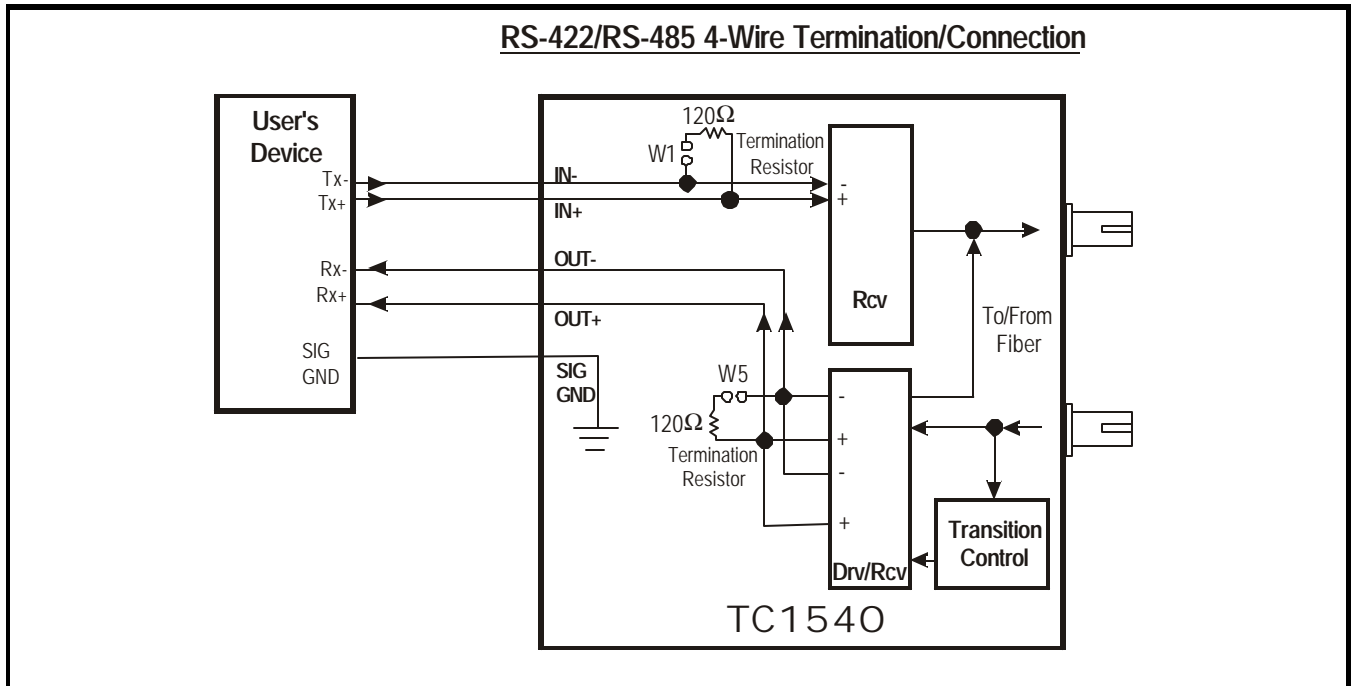 RS-422/RS-485 4-Wire Termination/Connection
User's
Device
Tx-
Tx+
Rx-
Rx+
SIG
GND
IN-
IN+
OUT-
OUT+
SIG
GND
120Ω
W1
Termination
Resistor
-
+
Rcv
To/From
Fiber
W5
120Ω
Termination
Resistor
-
+
-
+
Drv/Rcv
Transition
Control
TC1540